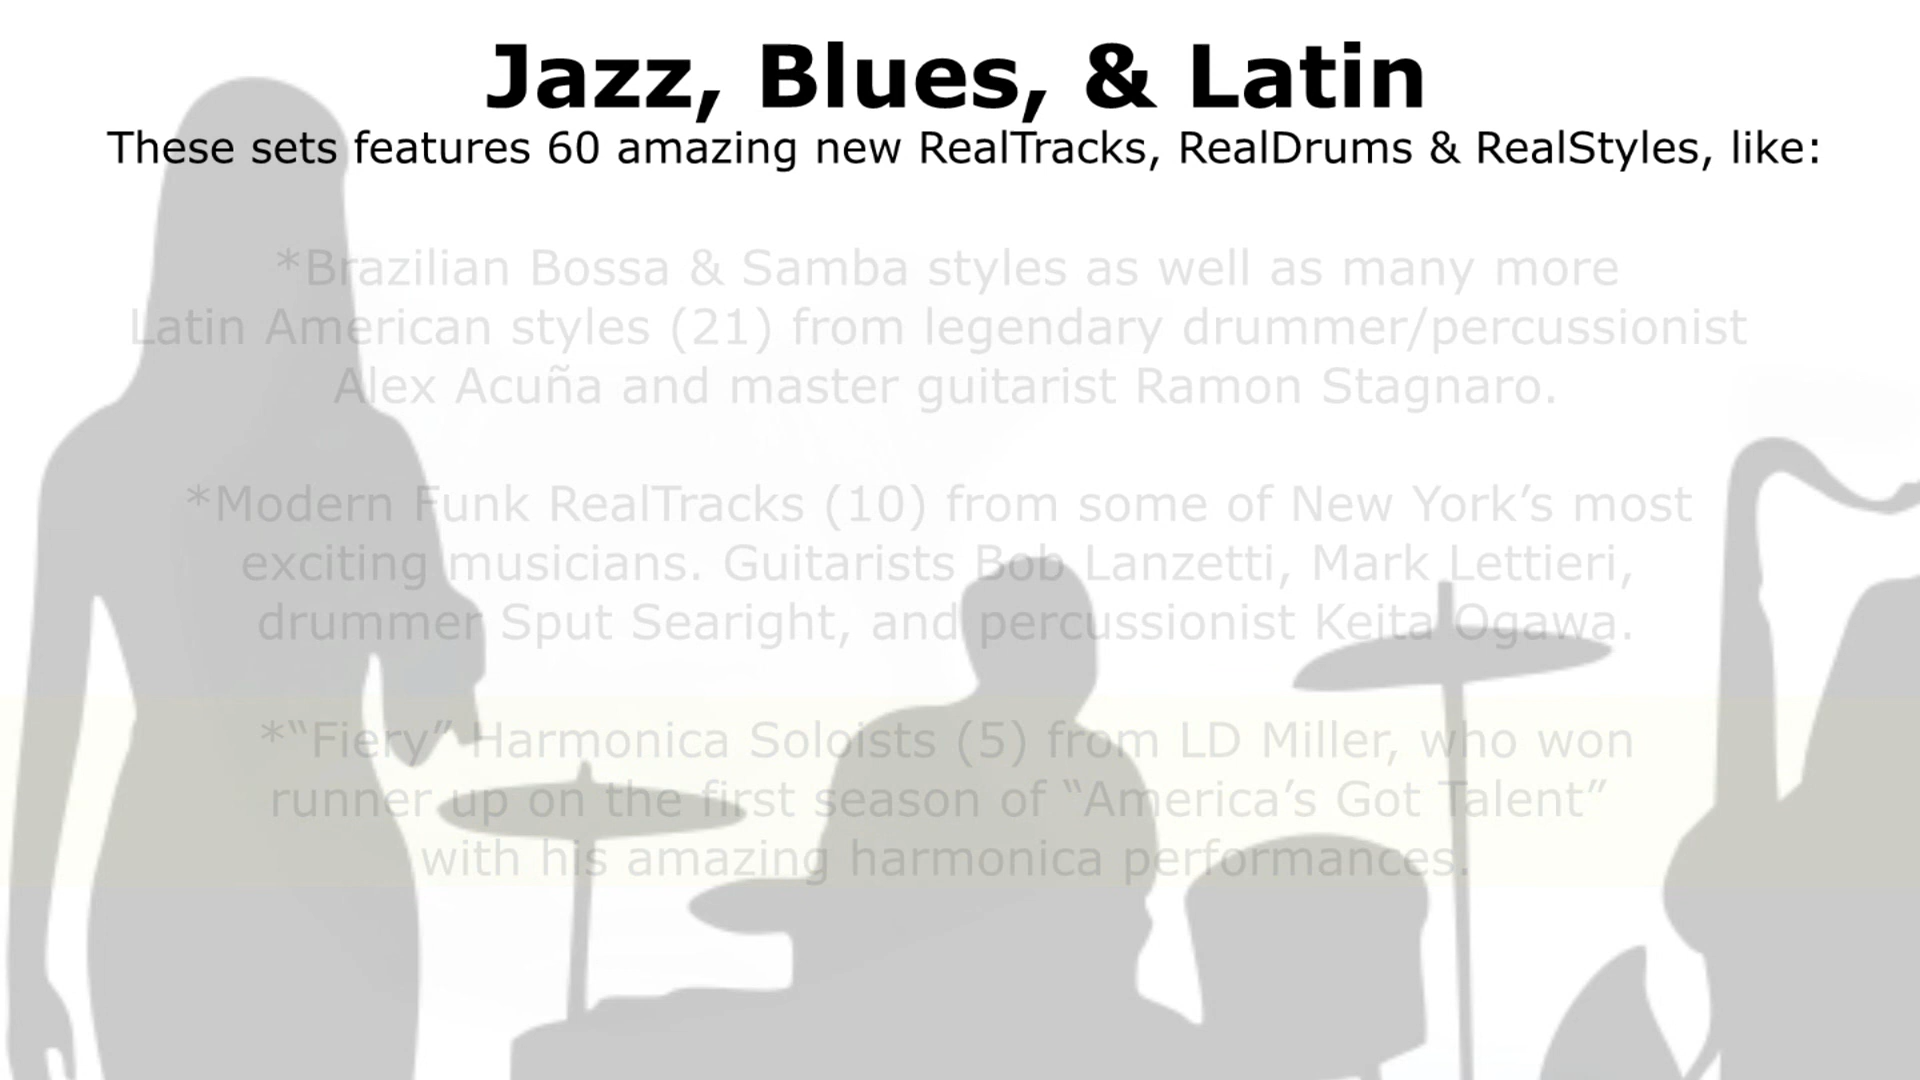 Jazz, Blues, & Latin
These sets features 60 amazing new RealTracks, RealDrums & RealStyles, like:
*Brazilian Bossa & Samba styles as well as many more
Latin American styles (21) from legendary drummer/percussionist
Alex Acuña and master guitarist Ramon Stagnaro.
*Modern Funk RealTracks (10) from some of New York’s most
exciting musicians. Guitarists Bob Lanzetti, Mark Lettieri,
drummer Sput Searight, and percussionist Keita Ogawa.
*“Fiery” Harmonica Soloists (5) from LD Miller, who won
runner up on the first season of “America’s Got Talent”
with his amazing harmonica performances.